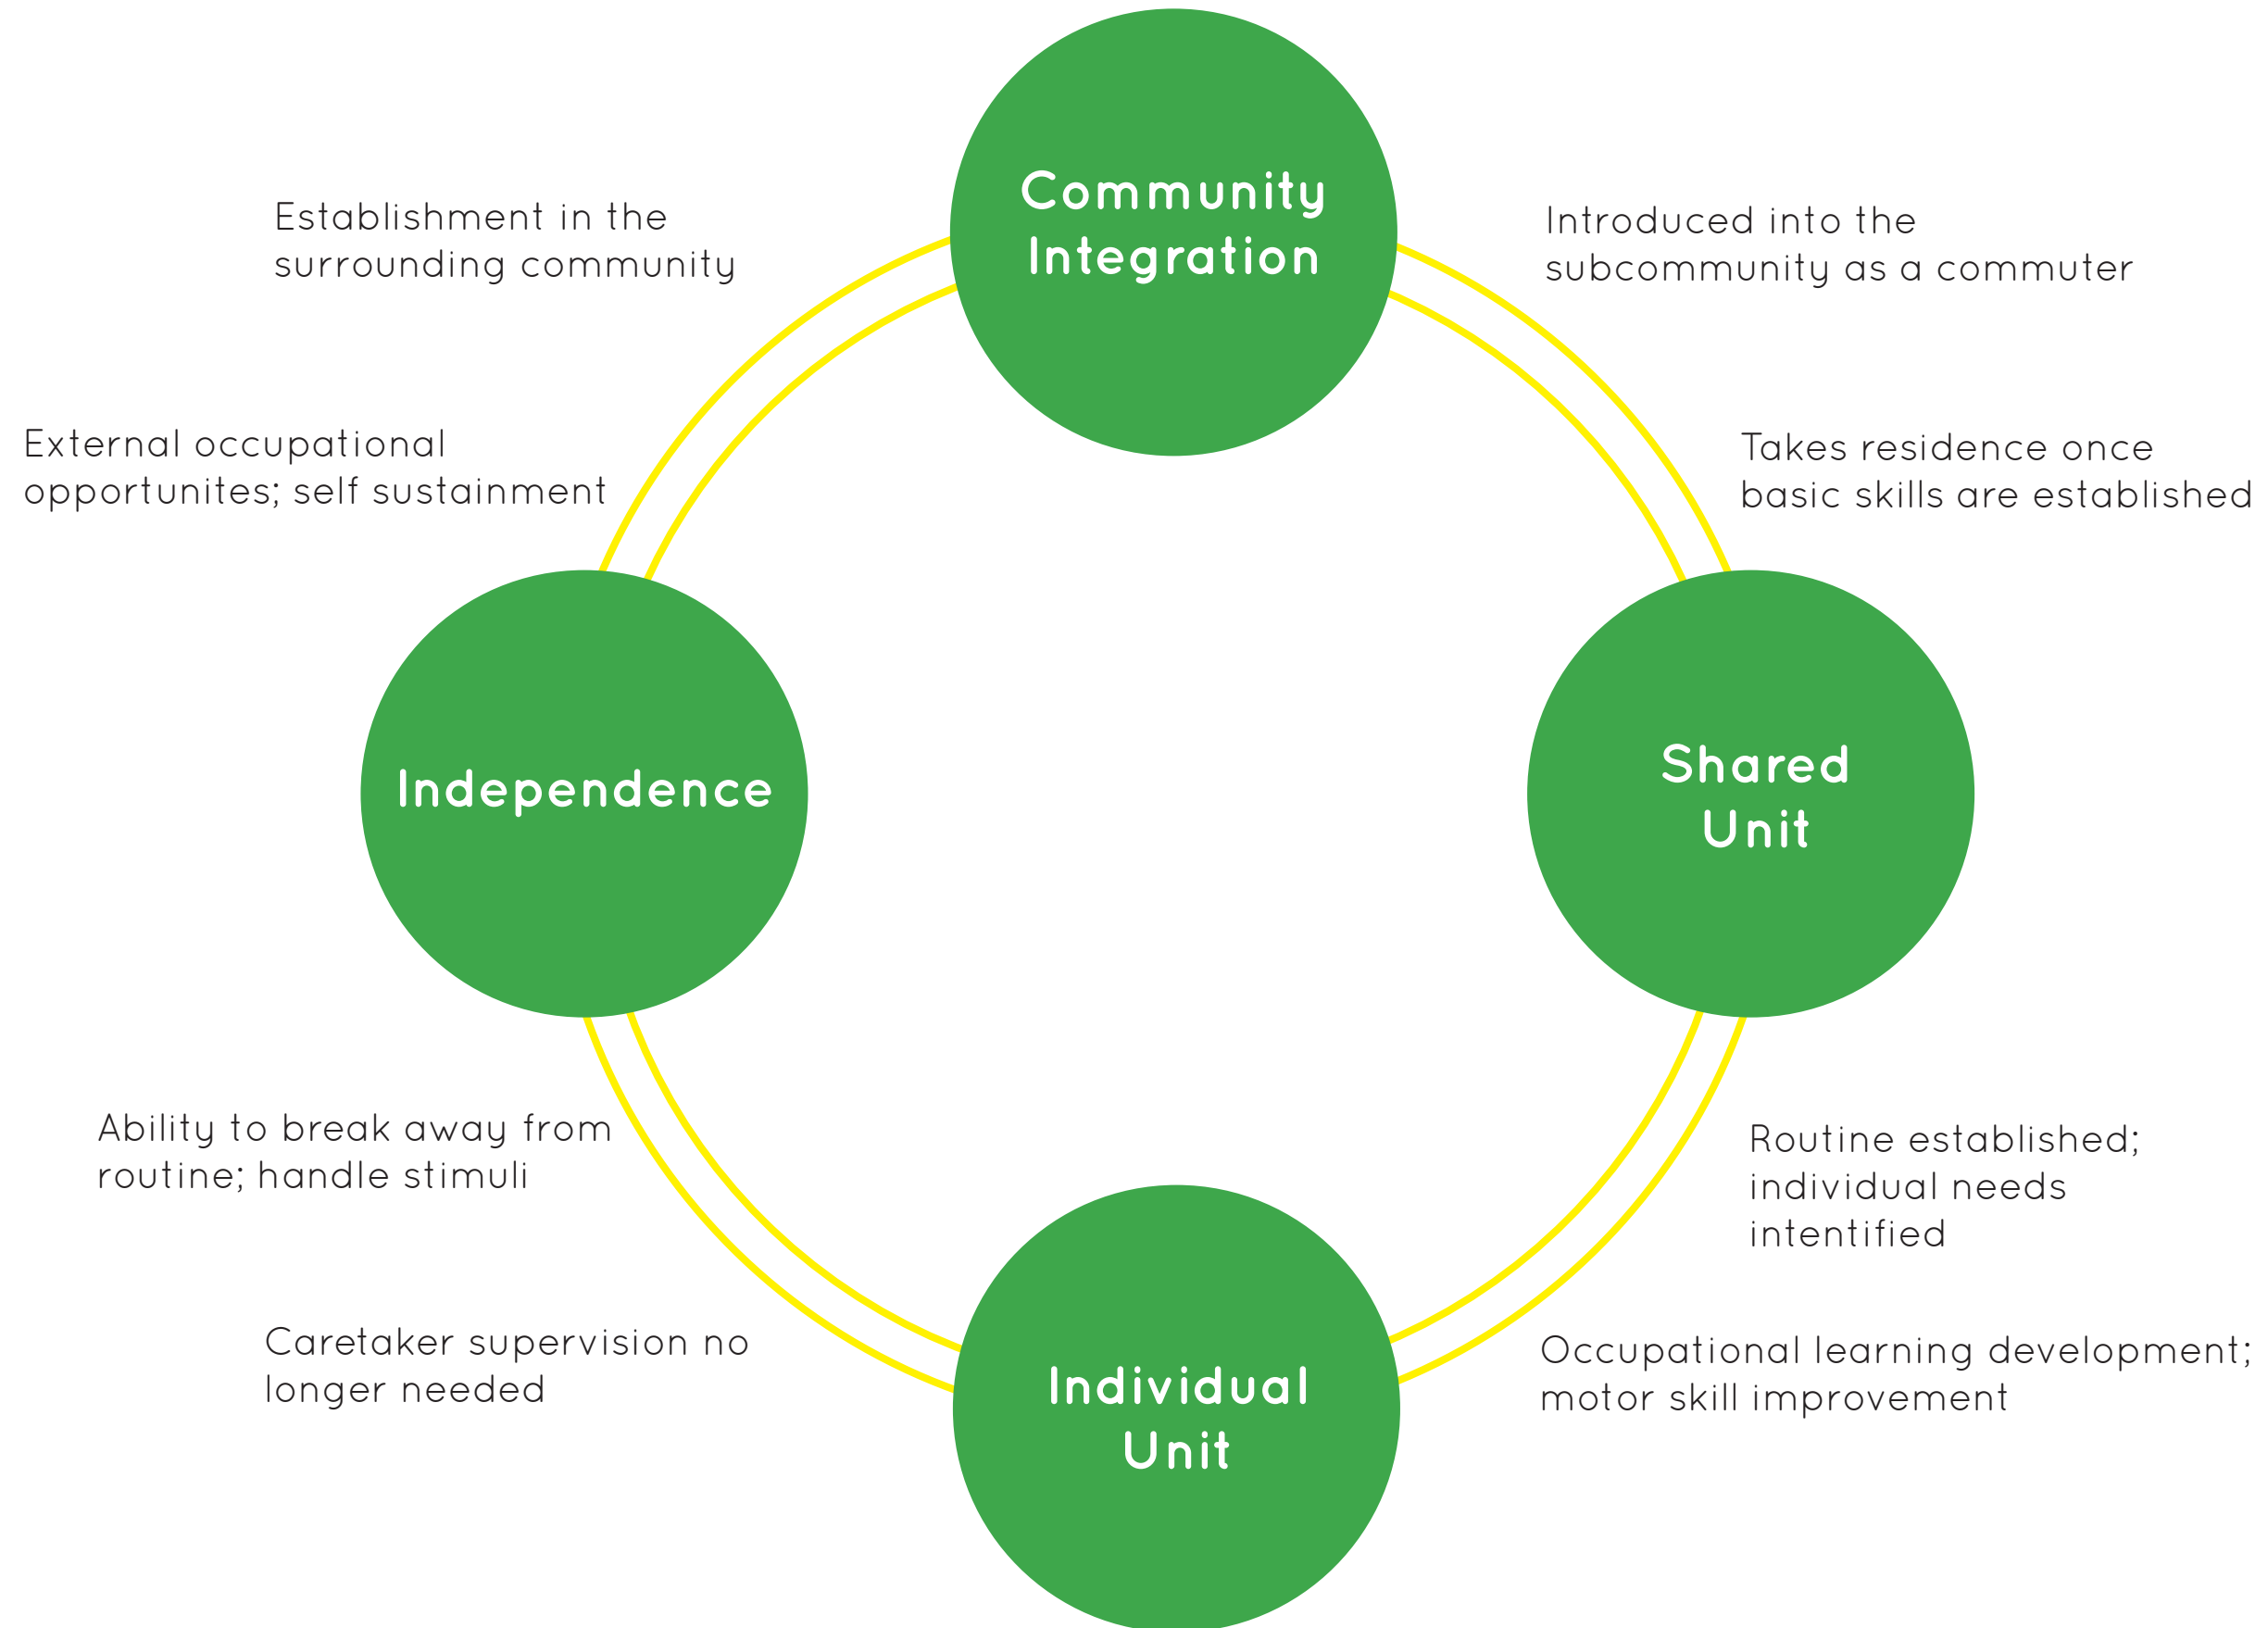 Community
Integration
Establishment in the
surrounding community
Introduced into the
subcommunity as a commuter
External occupational
opportunites; self sustainment
Takes residence once
basic skills are established
Independence
Shared
Unit
Ability to break away from
routine; handle stimuli
Routine established;
individual needs
intentified
Caretaker supervision no
longer needed
Occupational learning development;
motor skill improvement
Individual
Unit